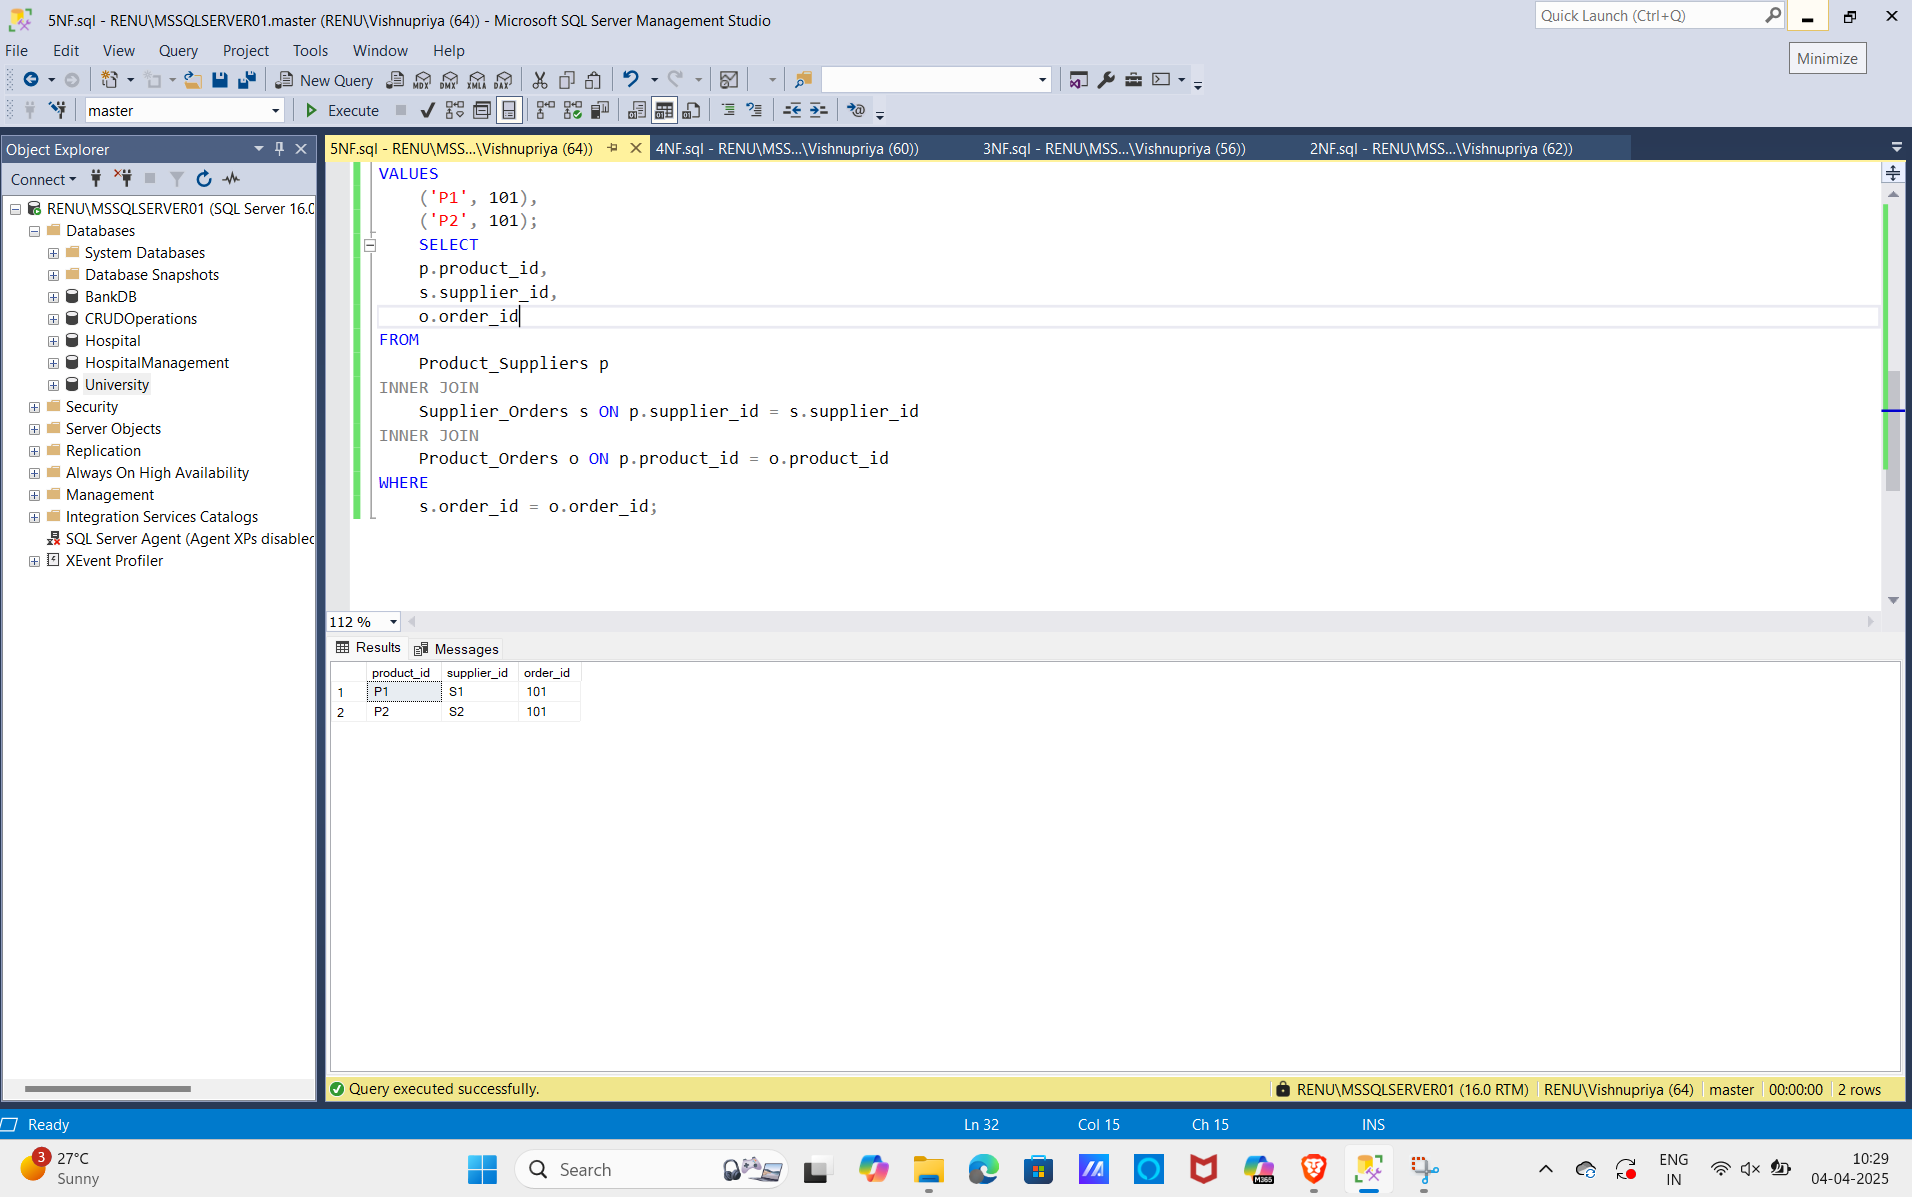 5NF.sql - RENU\MSSQLSERVER01.master (RENU\Vishnupriya (64)) - Microsoft SQL Server Management Studio
Quick Launch (Ctrl+Q)
File Edit View Query Project Tools Window Help
Minimize
New Query MDX DMX XMLA DAX
master Execute
Object Explorer
5NF.sql - RENU\MSS...\Vishnupriya (64)) 4NF.sql - RENU\MSS...\Vishnupriya (60)) 3NF.sql - RENU\MSS...\Vishnupriya (56)) 2NF.sql - RENU\MSS...\Vishnupriya (62))
Connect
RENU\MSSQLSERVER01 (SQL Server 16.0
Databases
System Databases
Database Snapshots
BankDB
CRUDOperations
Hospital
HospitalManagement
University
Security
Server Objects
Replication
Always On High Availability
Management
Integration Services Catalogs
SQL Server Agent (Agent XPs disabled
XEvent Profiler
VALUES
('P1', 101),
('P2', 101);
SELECT
p.product_id,
s.supplier_id,
o.order_id
FROM
Product_Suppliers p
INNER JOIN
Supplier_Orders s ON p.supplier_id = s.supplier_id
INNER JOIN
Product_Orders o ON p.product_id = o.product_id
WHERE
s.order_id = o.order_id;
112 %
Results Messages
product_id supplier_id order_id
1 P1 S1 101
2 P2 S2 101
Query executed successfully. RENU\MSSQLSERVER01 (16.0 RTM) RENU\Vishnupriya (64) master 00:00:00 2 rows
Ready Ln 32 Col 15 Ch 15 INS
3 27°C
Sunny
Search
M365
ENG
IN
10:29
04-04-2025